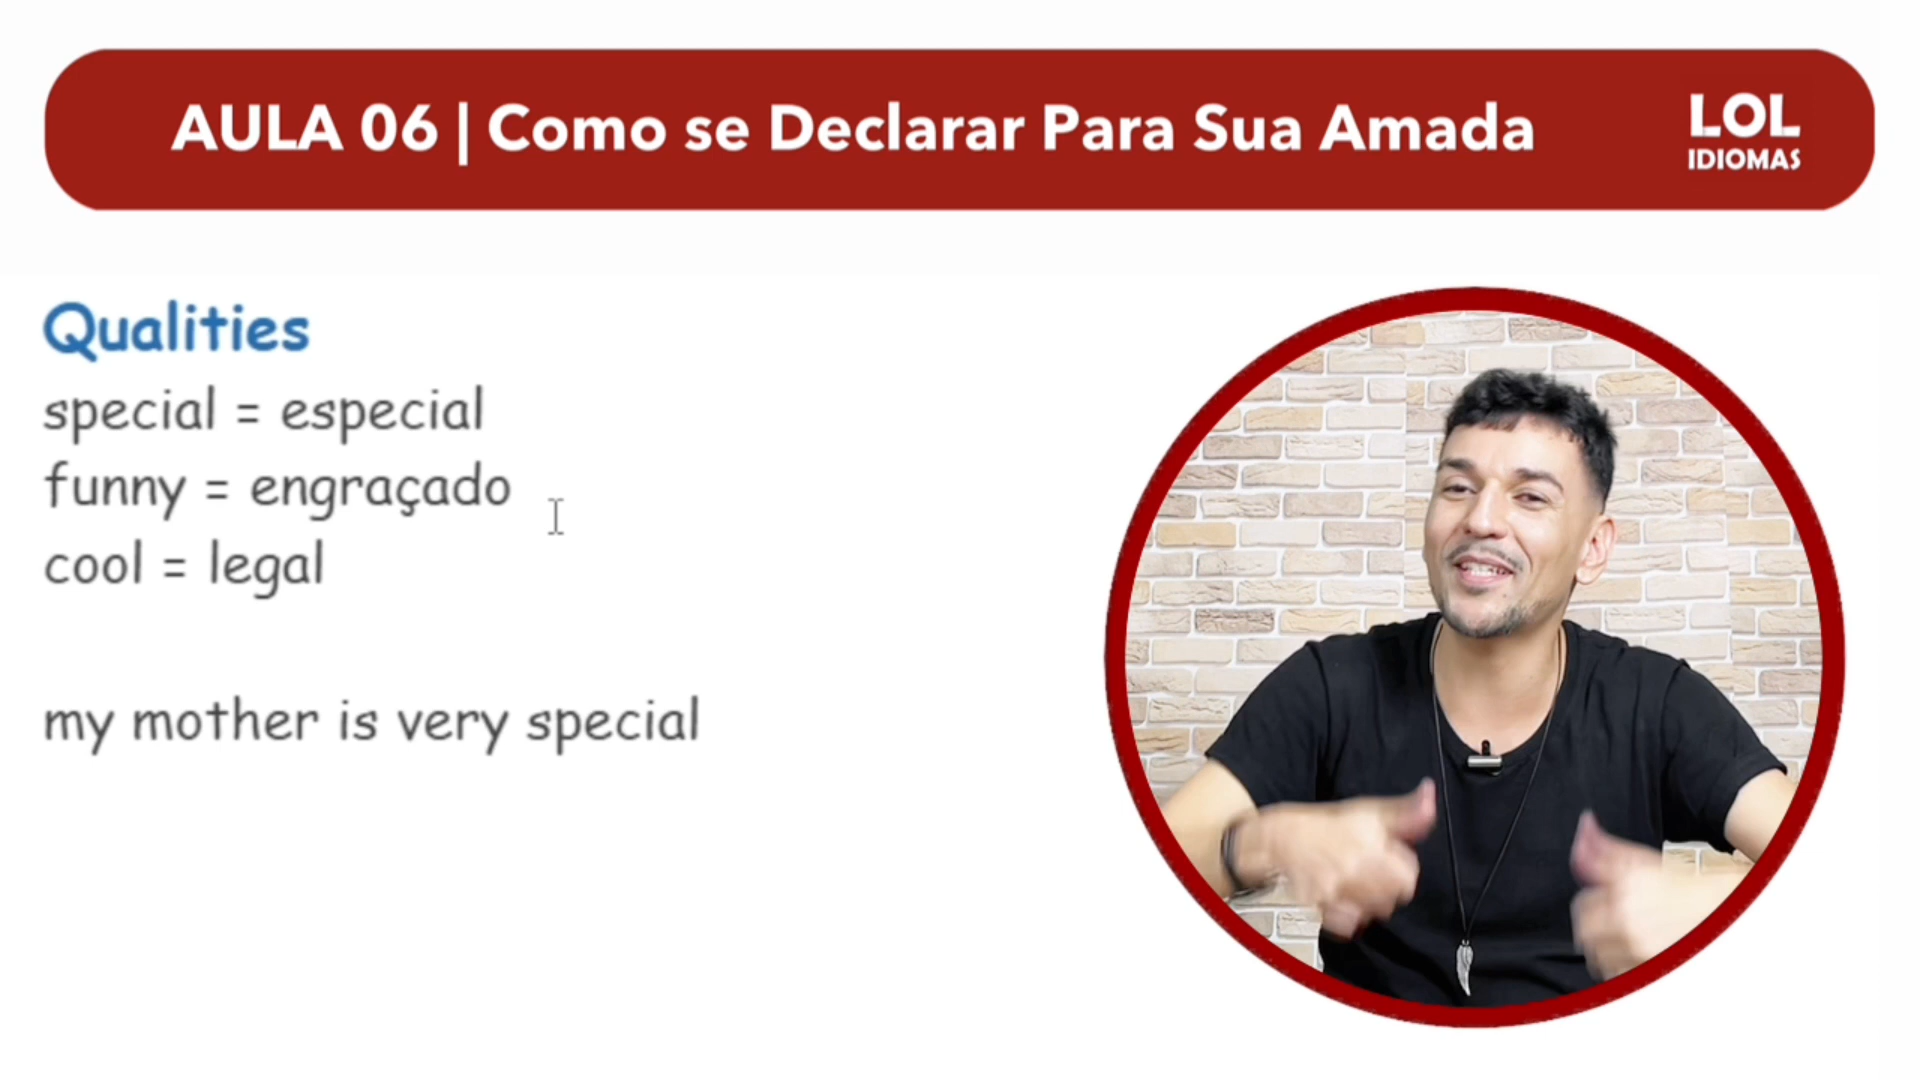 AULA 06 | Como se Declarar Para Sua Amada
LOL
IDIOMAS
Qualities
special = especial
funny = engraçado
cool = legal
my mother is very special